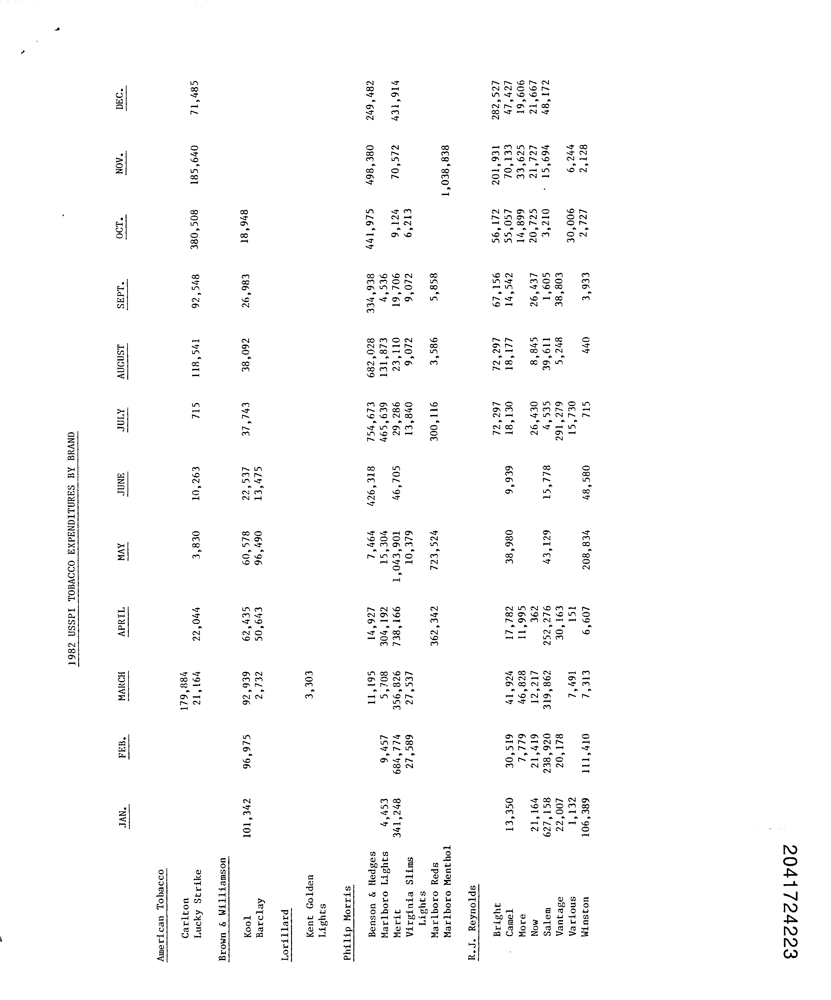 1982 USSPI TOBACCO EXPENDITURES BY BRAND
JAN. FEB. MARCH APRIL MAY JUNE JULY AUGUST SEPT. OCT. NOV. DEC.
American Tobacco
Carlton 179,884
Lucky Strike 21,164 22,044 3,830 10,263 715 118,541 92,548 380,508 185,640 71,485
Brown & Williamson
Kool 101,342 96,975 92,939 62,435 60,578 22,537 37,743 38,092 26,983 18,948
Barclay 2,732 50,643 96,490 13,475
Lorillard
Kent Golden 3,303
Lights
Philip Morris
Benson & Hedges 11,195 14,927 7,464 426,318 754,673 682,028 334,938 441,975 498,380 249,482
Marlboro Lights 4,453 9,457 5,708 304,192 15,304 465,639 131,873 4,536
Merit 341,248 684,774 356,826 738,166 1,043,901 46,705 29,286 23,110 19,706 9,124 70,572 431,914
Virginia Slims 27,589 27,537 10,379 13,840 9,072 9,072 6,213
Lights
Marlboro Reds 362,342 723,524 300,116 3,586 5,858
Marlboro Menthol 1,038,838
R.J. Reynolds
Bright 72,297 72,297 67,156 56,172 201,931 282,527
Camel 13,350 30,519 41,924 17,782 38,980 9,939 18,130 18,177 14,542 55,057 70,133 47,427
More 7,779 46,828 11,995 14,899 33,625 19,606
Now 21,164 21,419 12,217 362 26,430 8,845 26,437 20,725 21,727 21,667
Salem 627,158 238,920 319,862 252,276 43,129 15,778 4,535 39,611 1,605 3,210 15,694 48,172
Vantage 22,007 20,178 30,163 291,279 5,248 38,803
Various 1,132 7,491 151 15,730 30,006 6,244
Winston 106,389 111,410 7,313 6,607 208,834 48,580 715 440 3,933 2,727 2,128
2041724223